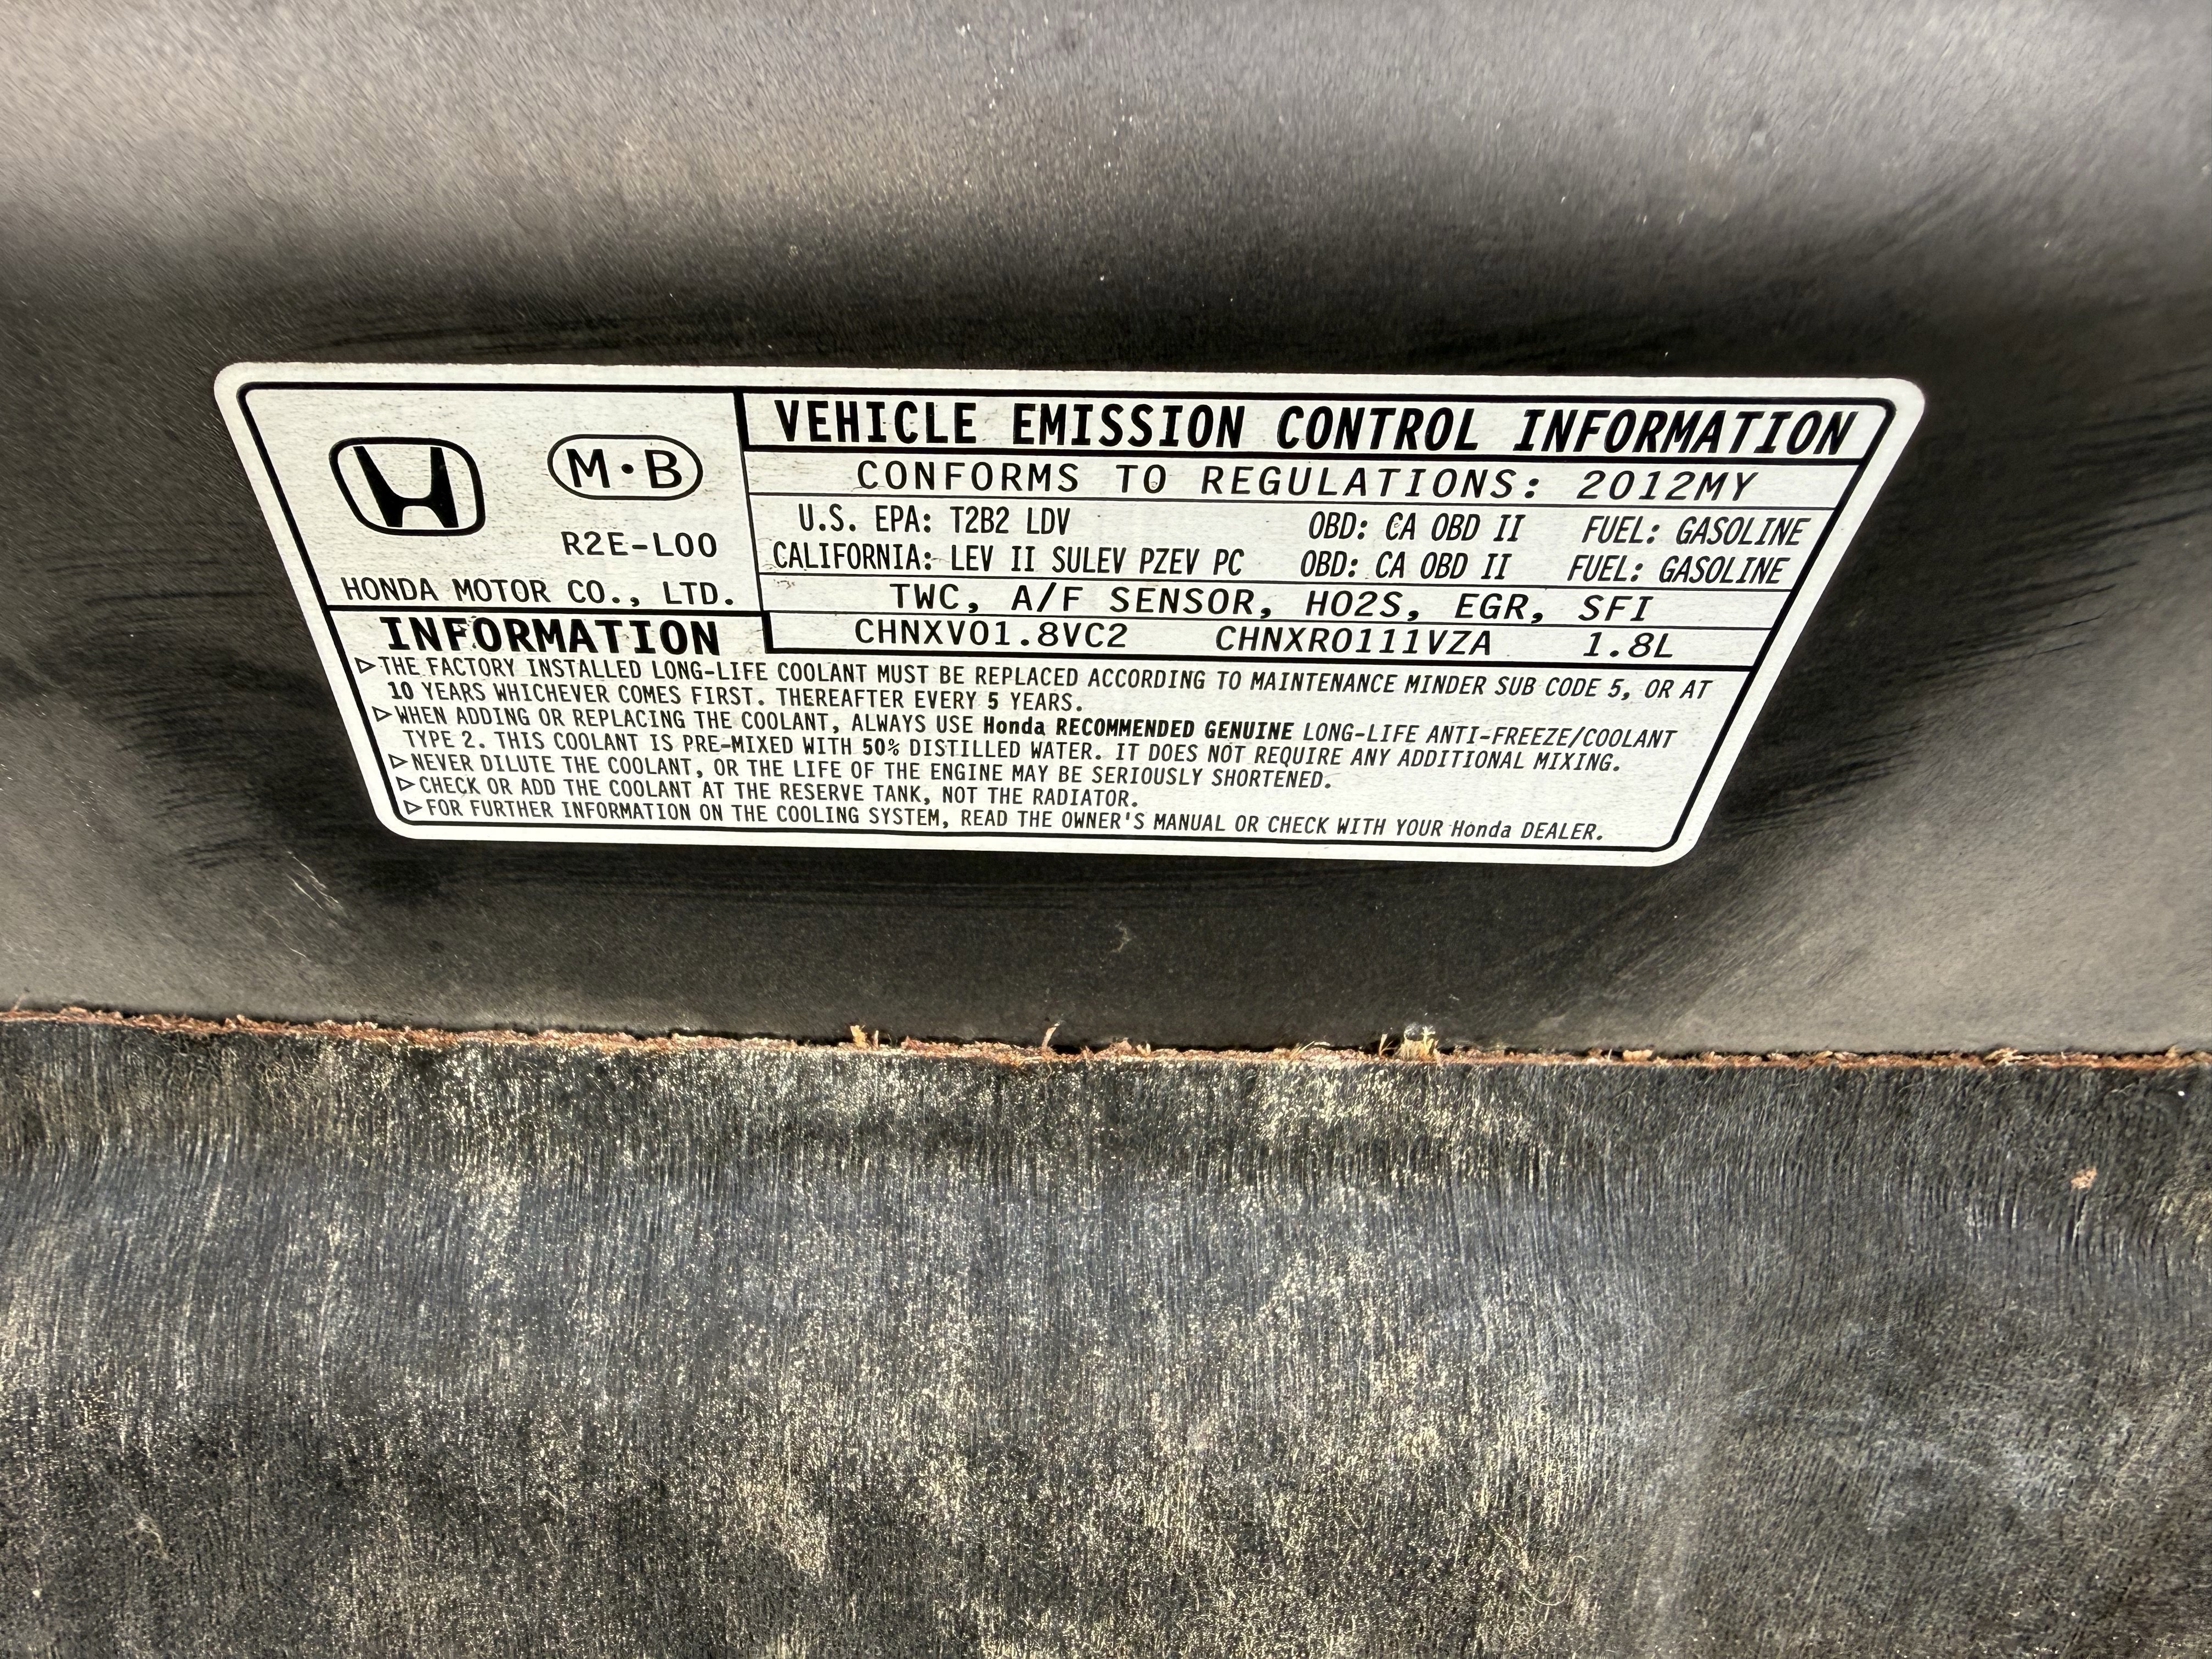 M·B
R2E-L00
HONDA MOTOR CO., LTD.
VEHICLE EMISSION CONTROL INFORMATION
CONFORMS TO REGULATIONS: 2012MY
U.S. EPA: T2B2 LDV OBD: CA OBD II FUEL: GASOLINE
CALIFORNIA: LEV II SULEV PZEV PC OBD: CA OBD II FUEL: GASOLINE
TWC, A/F SENSOR, HO2S, EGR, SFI
CHNXV01.8VC2 CHNXR0111VZA 1.8L
INFORMATION
▷THE FACTORY INSTALLED LONG-LIFE COOLANT MUST BE REPLACED ACCORDING TO MAINTENANCE MINDER SUB CODE 5, OR AT
10 YEARS WHICHEVER COMES FIRST. THEREAFTER EVERY 5 YEARS.
▷WHEN ADDING OR REPLACING THE COOLANT, ALWAYS USE Honda RECOMMENDED GENUINE LONG-LIFE ANTI-FREEZE/COOLANT
TYPE 2. THIS COOLANT IS PRE-MIXED WITH 50% DISTILLED WATER. IT DOES NOT REQUIRE ANY ADDITIONAL MIXING.
▷NEVER DILUTE THE COOLANT, OR THE LIFE OF THE ENGINE MAY BE SERIOUSLY SHORTENED.
▷CHECK OR ADD THE COOLANT AT THE RESERVE TANK, NOT THE RADIATOR.
▷FOR FURTHER INFORMATION ON THE COOLING SYSTEM, READ THE OWNER'S MANUAL OR CHECK WITH YOUR Honda DEALER.